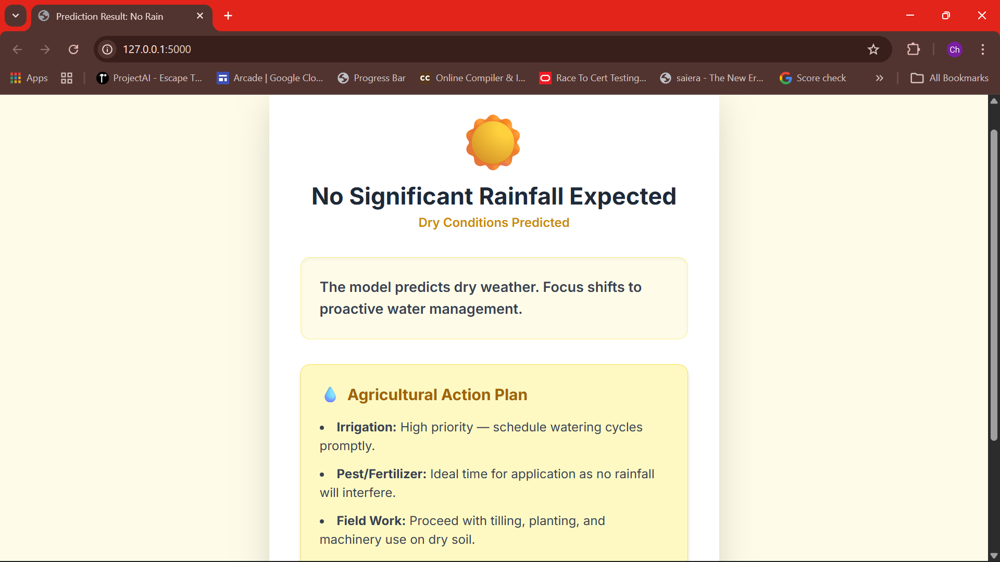 Prediction Result: No Rain
127.0.0.1:5000
Ch
Apps
ProjectAI - Escape T...
Arcade | Google Clo...
Progress Bar
CC
Online Compiler & I...
Race To Cert Testing...
saiera - The New Er...
Score check
All Bookmarks
No Significant Rainfall Expected
Dry Conditions Predicted
The model predicts dry weather. Focus shifts to
proactive water management.
Agricultural Action Plan
• Irrigation: High priority — schedule watering cycles
promptly.
• Pest/Fertilizer: Ideal time for application as no rainfall
will interfere.
• Field Work: Proceed with tilling, planting, and
machinery use on dry soil.